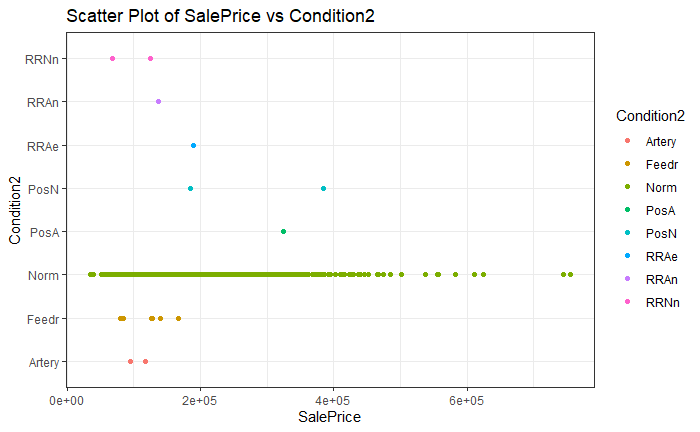 Scatter Plot of SalePrice vs Condition2
Condition2
RRNn
RRAn
RRAe
PosN
PosA
Norm
Feedr
Artery
0e+00 2e+05 4e+05 6e+05
SalePrice
Condition2
Artery
Feedr
Norm
PosA
PosN
RRAe
RRAn
RRNn